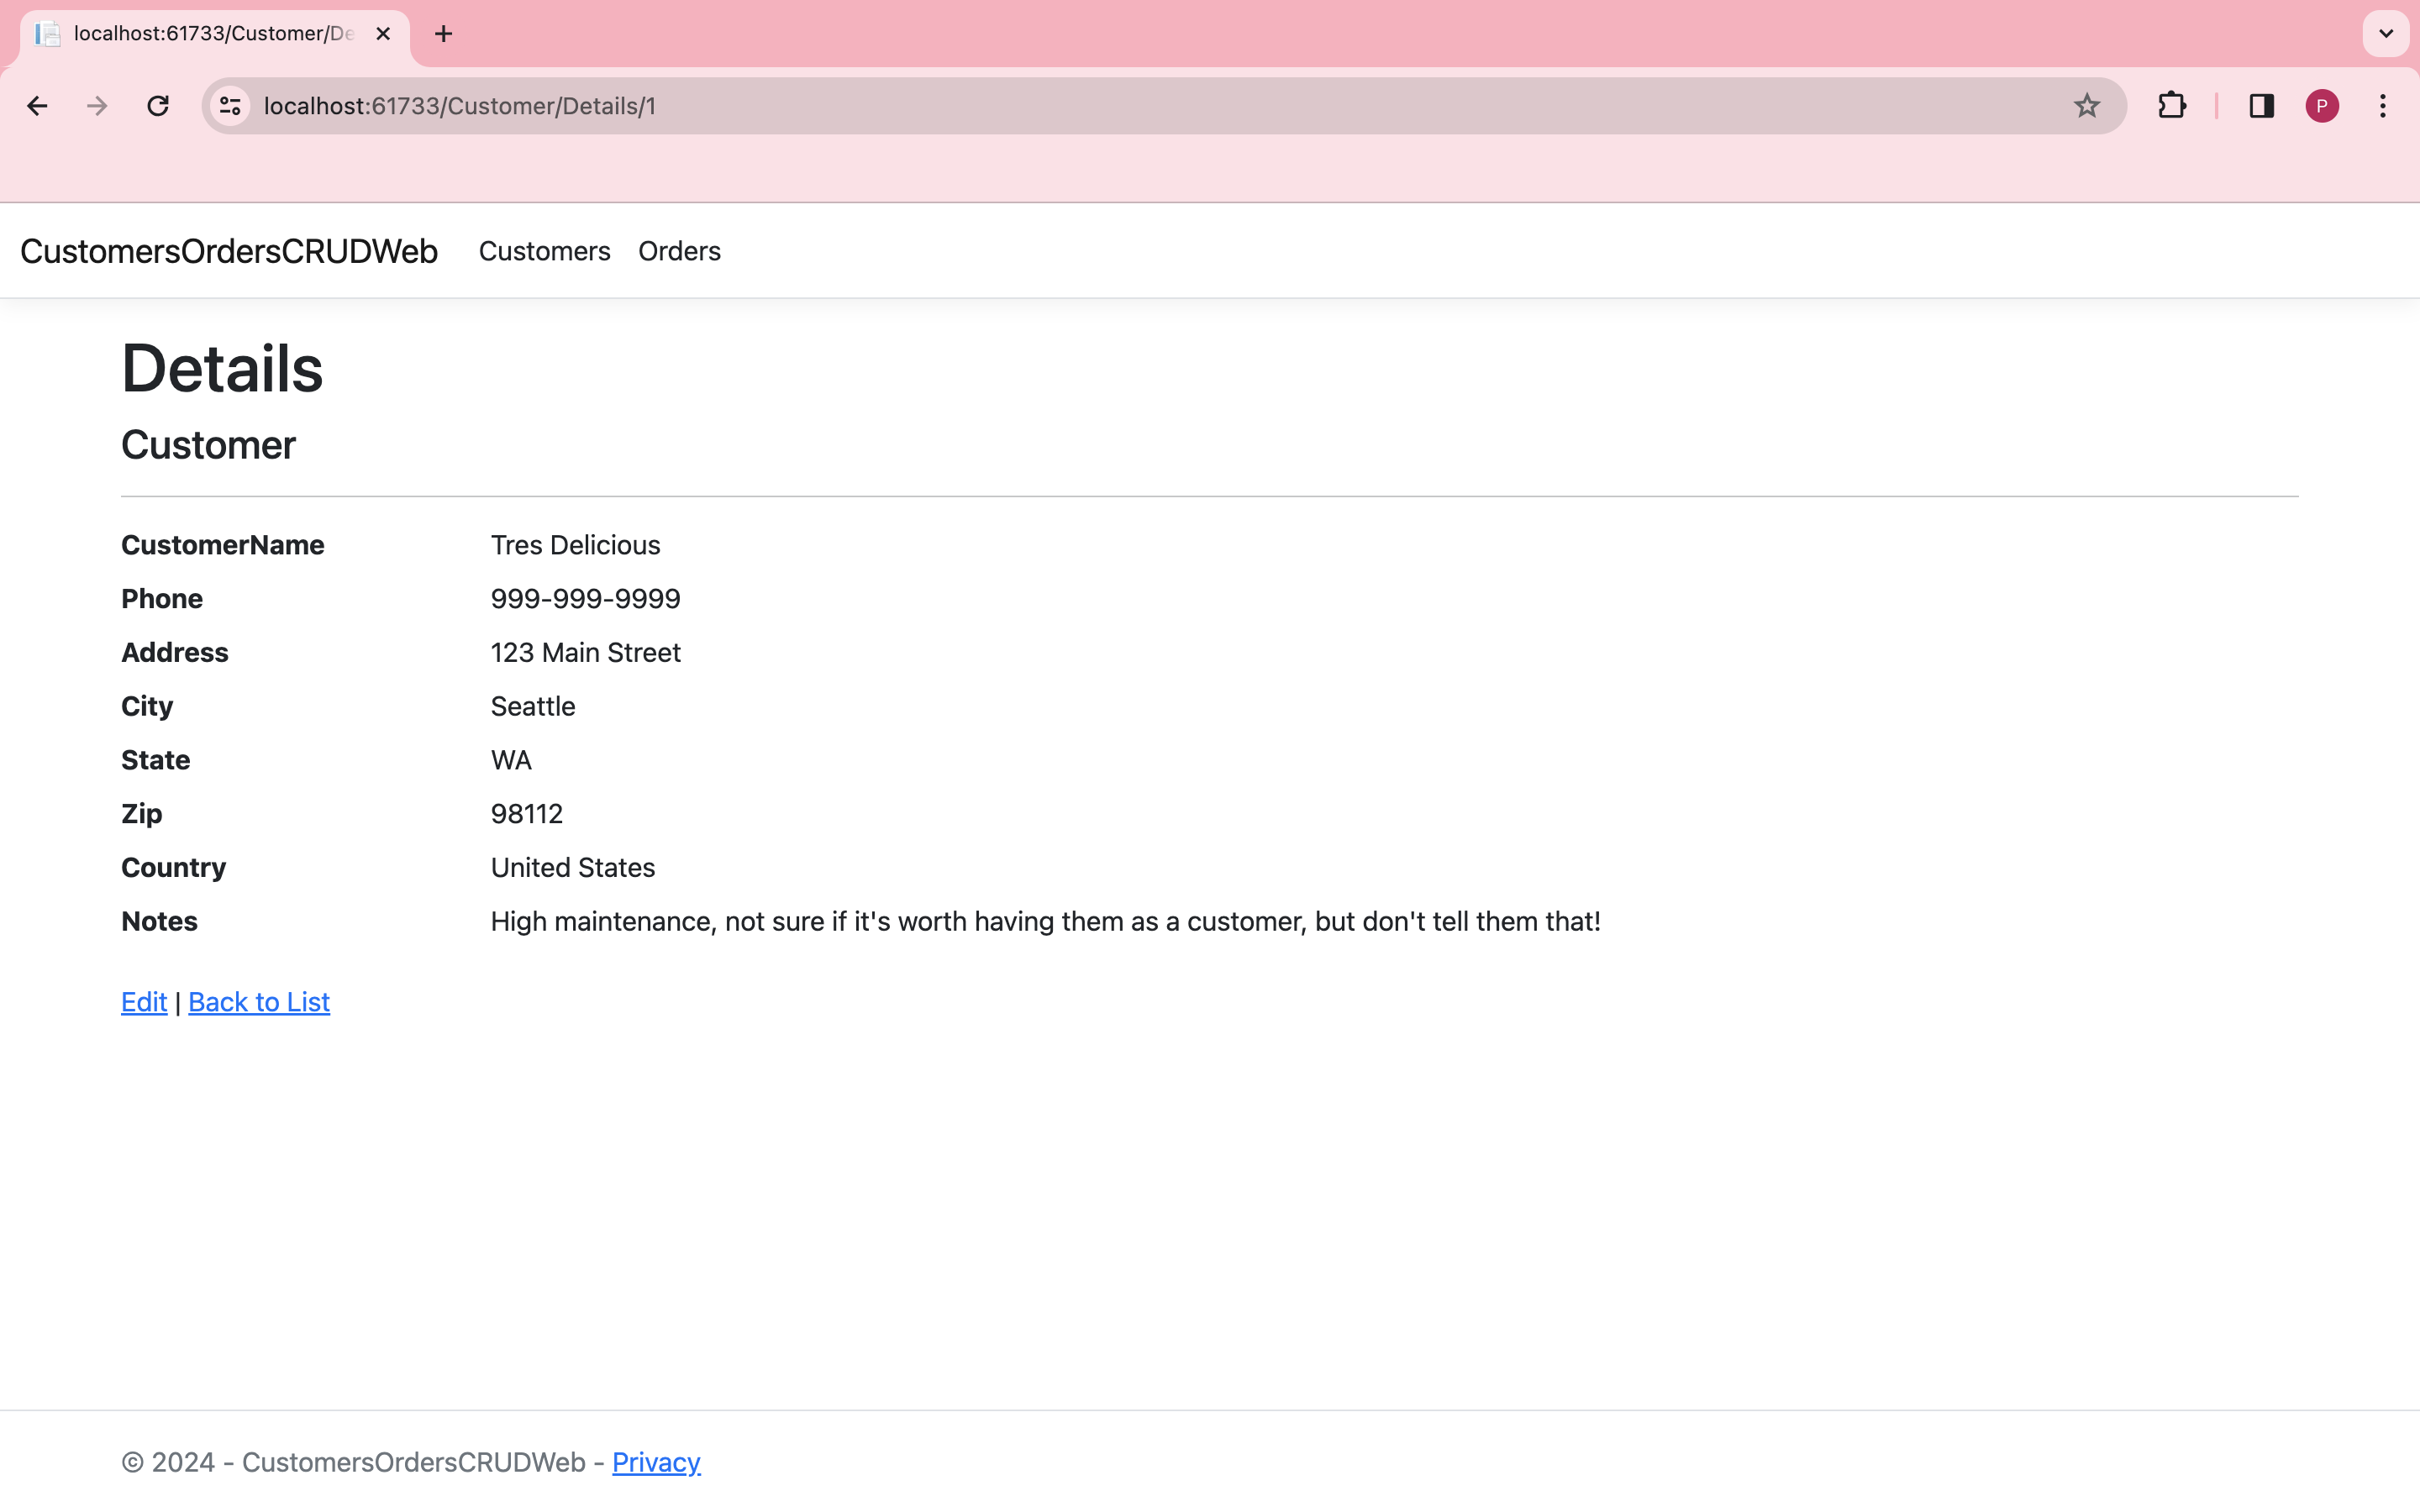 localhost:61733/Customer/De
localhost:61733/Customer/Details/1
P
CustomersOrdersCRUDWeb Customers Orders
Details
Customer
CustomerName Tres Delicious
Phone 999-999-9999
Address 123 Main Street
City Seattle
State WA
Zip 98112
Country United States
Notes High maintenance, not sure if it's worth having them as a customer, but don't tell them that!
Edit | Back to List
© 2024 - CustomersOrdersCRUDWeb - Privacy